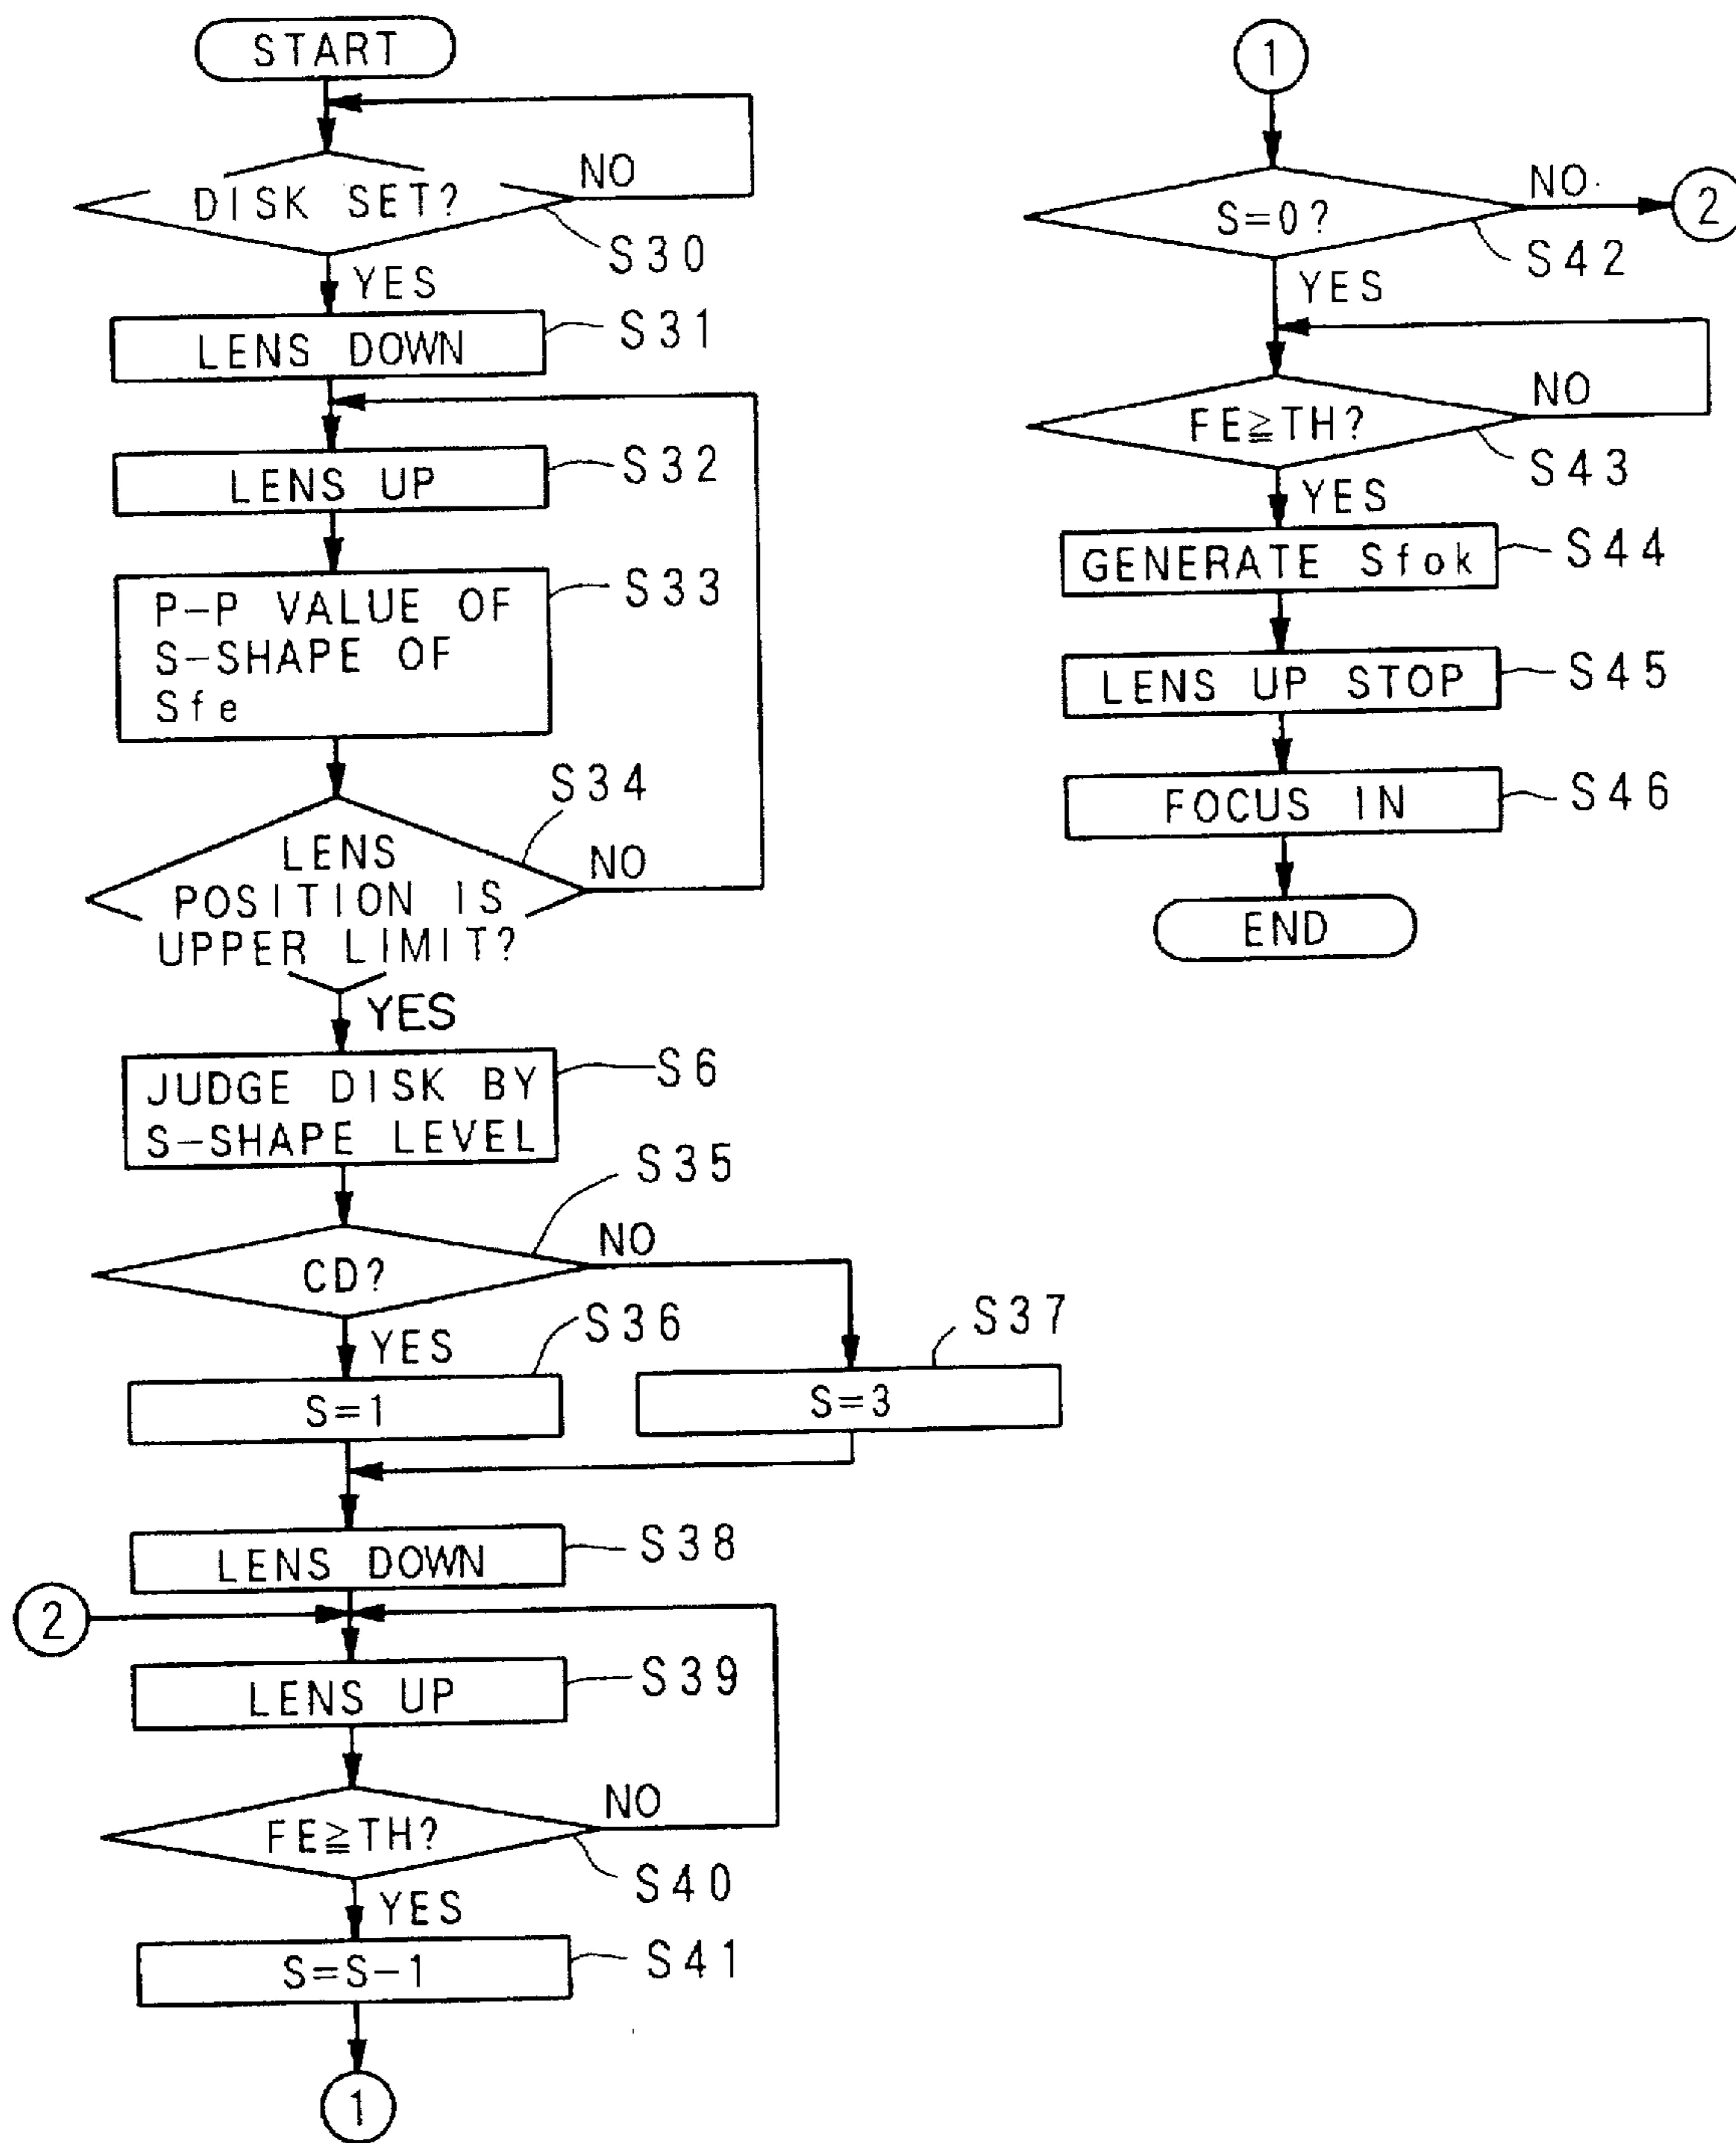 START
NO
DISK SET?
S30
YES
LENS DOWN
S31
LENS UP
S32
P-P VALUE OF
S-SHAPE OF
Sfe
S33
S34
LENS
POSITION IS
UPPER LIMIT?
NO
YES
JUDGE DISK BY
S-SHAPE LEVEL
S6
S35
CD?
NO
YES
S36
S=1
S37
S=3
LENS DOWN
S38
2
LENS UP
S39
FE≧TH?
NO
S40
YES
S=S-1
S41
1
1
S=0?
NO
2
S42
YES
FE≧TH?
NO
S43
YES
GENERATE Sfok
S44
LENS UP STOP
S45
FOCUS IN
S46
END